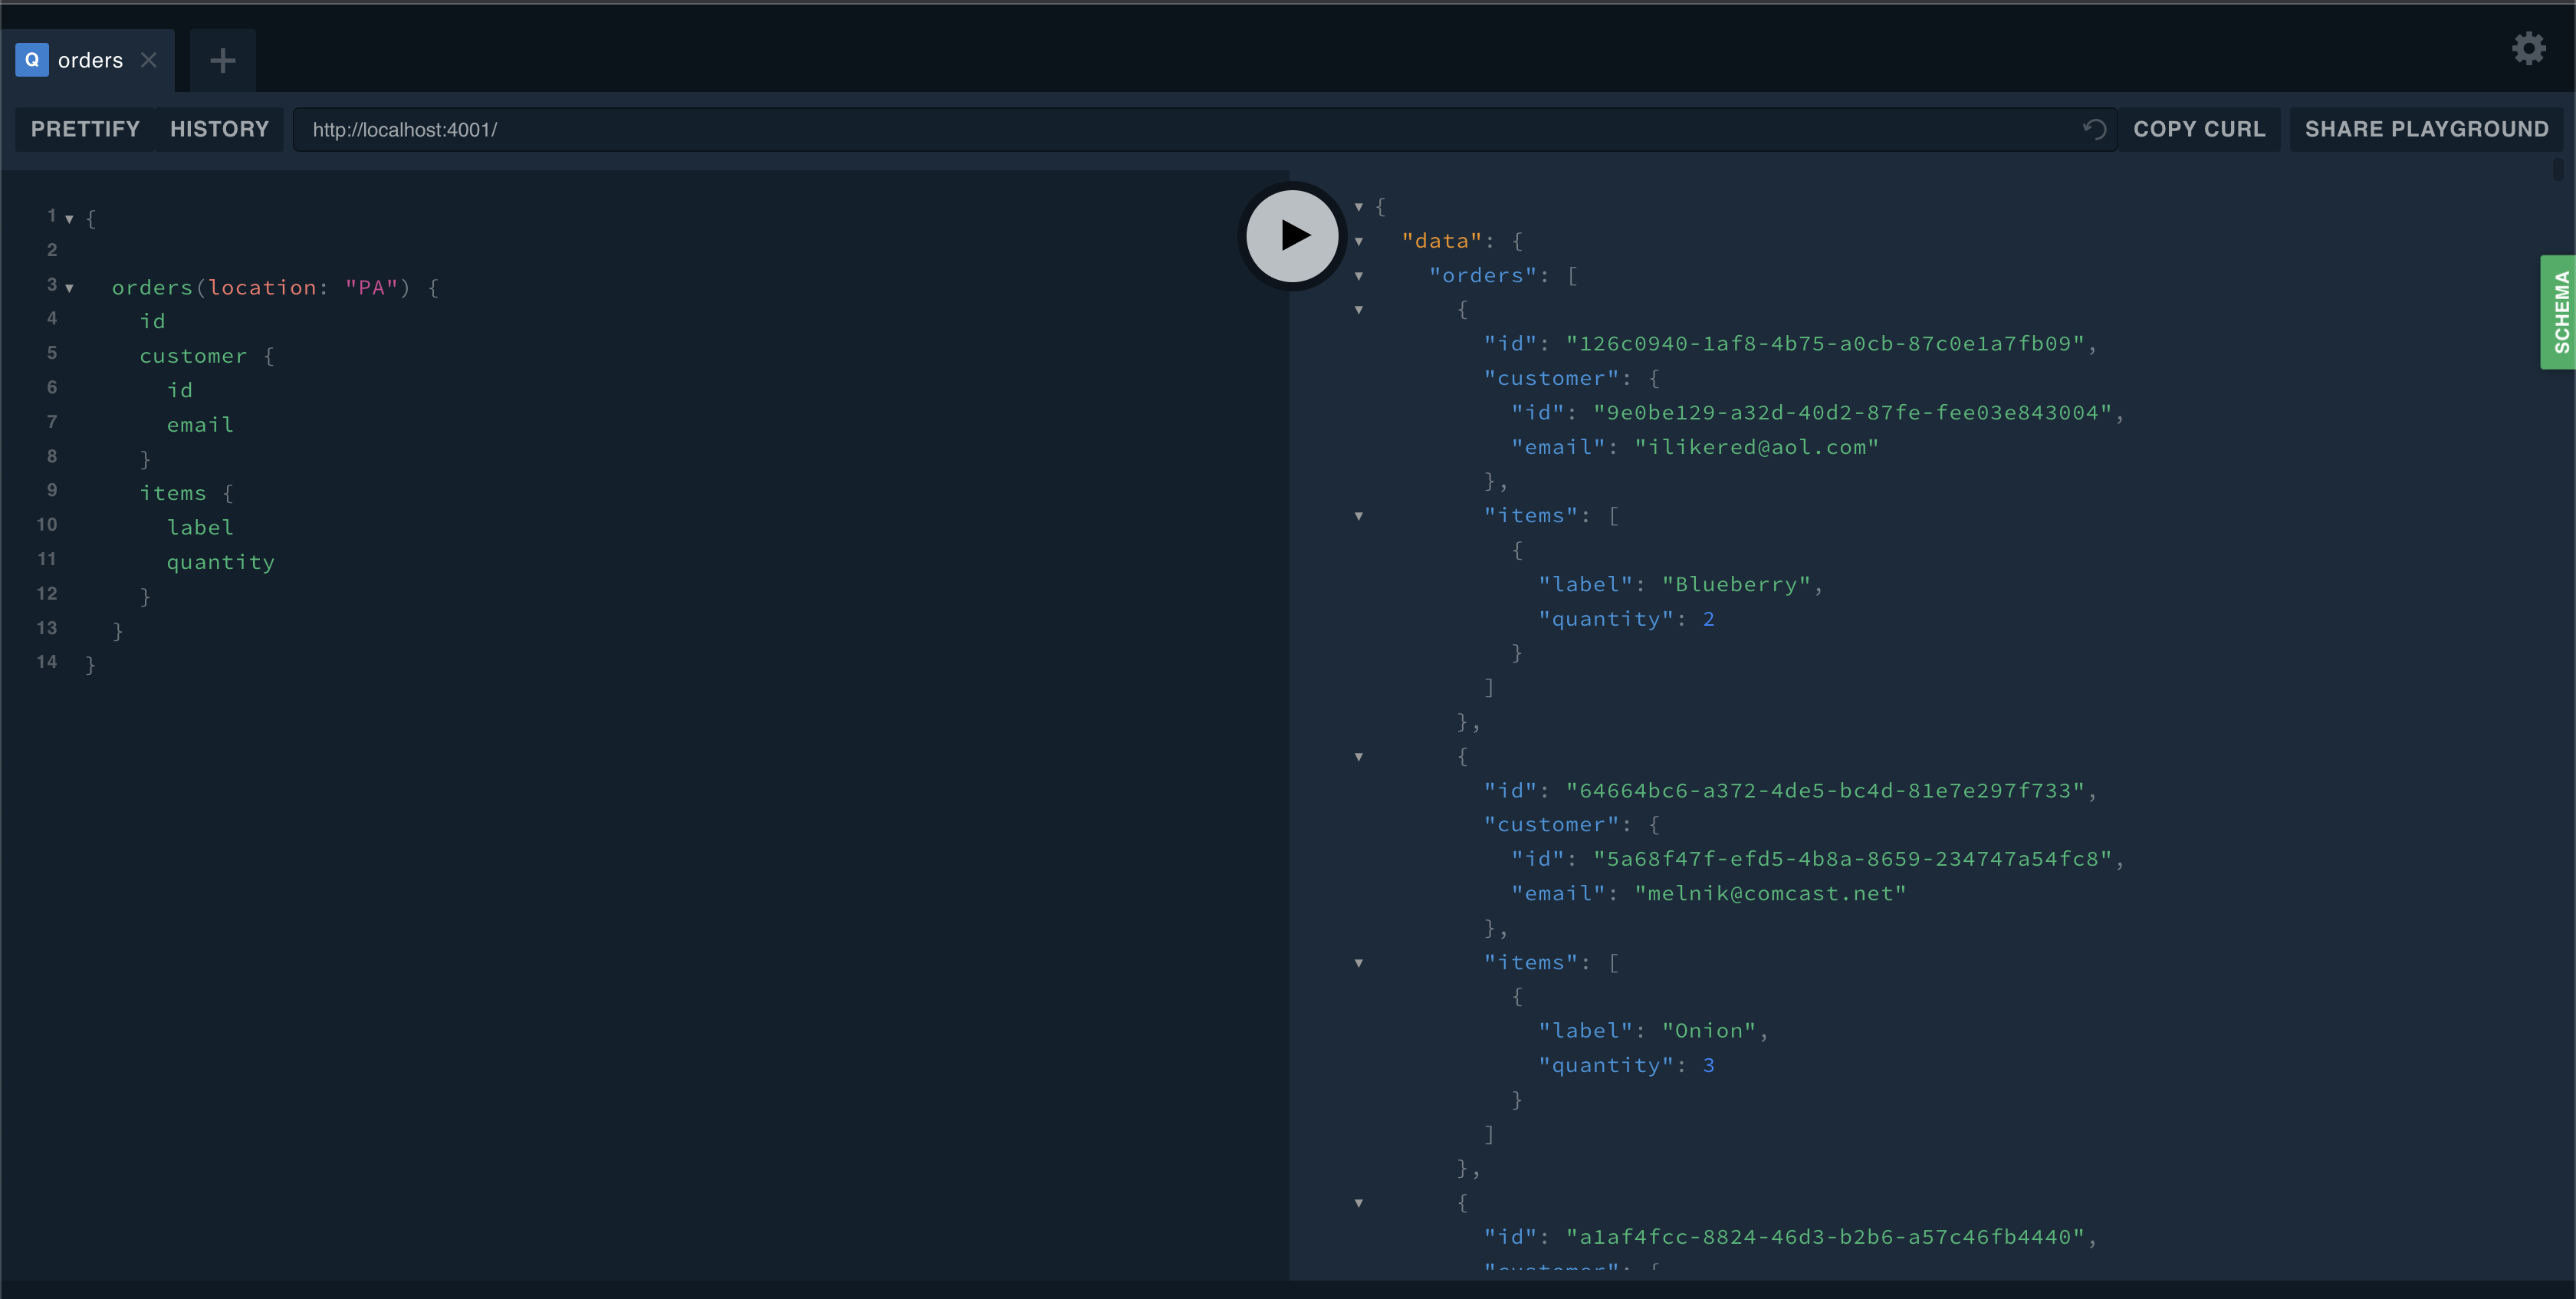 Q orders
PRETTIFY HISTORY http://localhost:4001/ COPY CURL SHARE PLAYGROUND
1 {
2
3 orders(location: "PA") {
4 id
5 customer {
6 id
7 email
8 }
9 items {
10 label
11 quantity
12 }
13 }
14 }
{
"data": {
"orders": [
{
"id": "126c0940-1af8-4b75-a0cb-87c0e1a7fb09",
"customer": {
"id": "9e0be129-a32d-40d2-87fe-fee03e843004",
"email": "ilikered@aol.com"
},
"items": [
{
"label": "Blueberry",
"quantity": 2
}
]
},
{
"id": "64664bc6-a372-4de5-bc4d-81e7e297f733",
"customer": {
"id": "5a68f47f-efd5-4b8a-8659-234747a54fc8",
"email": "melnik@comcast.net"
},
"items": [
{
"label": "Onion",
"quantity": 3
}
]
},
{
"id": "a1af4fcc-8824-46d3-b2b6-a57c46fb4440",
"customer": {
SCHEMA